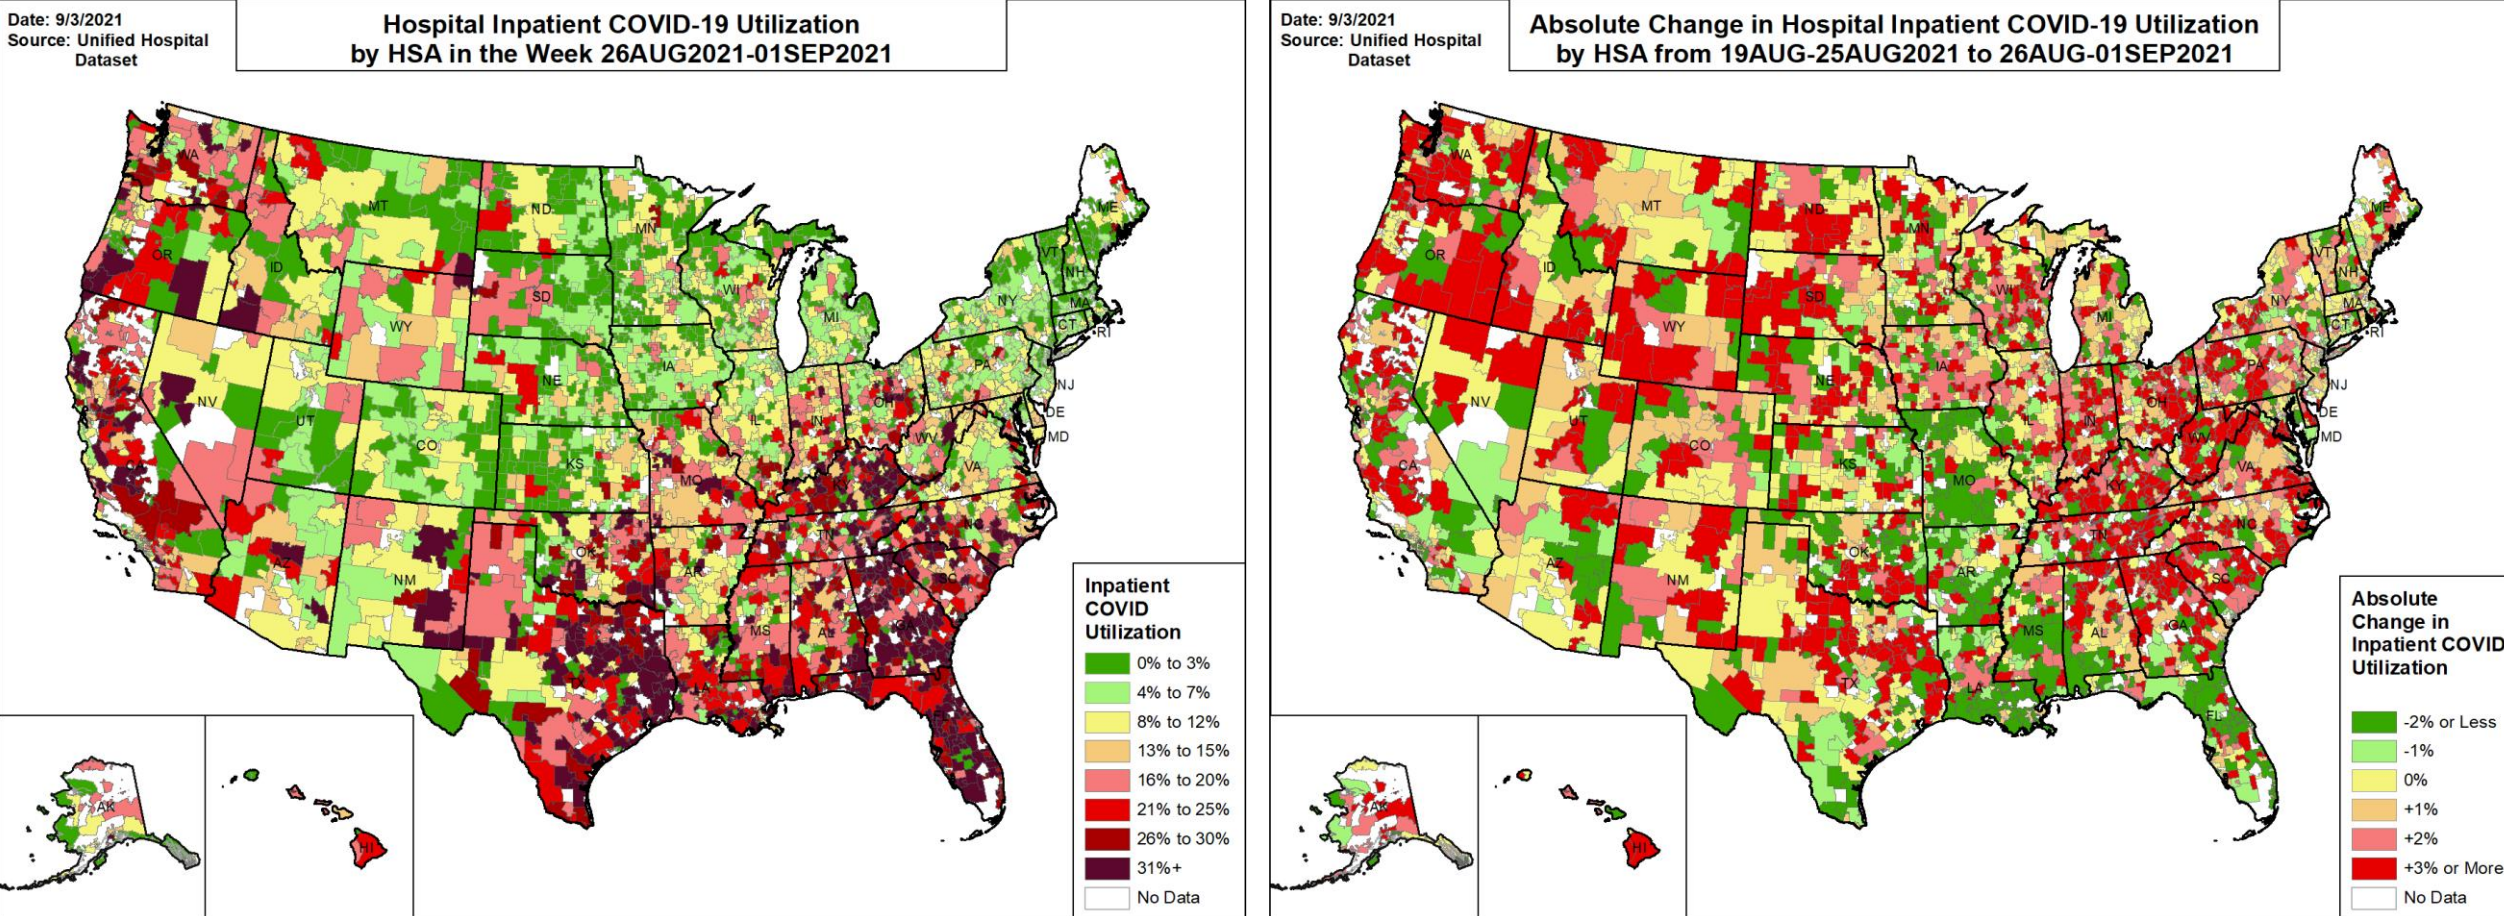 Date: 9/3/2021
Source: Unified Hospital
Dataset
Hospital Inpatient COVID-19 Utilization
by HSA in the Week 26AUG2021-01SEP2021
WA
MT
ND
MN
OR
ID
SD
WI
WY
MI
NE
IA
NV
UT
CO
KS
MO
IL
IN
OH
PA
NY
VT
NH
ME
MA
CT
RI
NJ
DE
MD
WV
VA
KY
TN
NC
SC
CA
AZ
NM
OK
AR
MS
AL
GA
TX
LA
AK
HI
Inpatient
COVID
Utilization
0% to 3%
4% to 7%
8% to 12%
13% to 15%
16% to 20%
21% to 25%
26% to 30%
31%+
No Data
Date: 9/3/2021
Source: Unified Hospital
Dataset
Absolute Change in Hospital Inpatient COVID-19 Utilization
by HSA from 19AUG-25AUG2021 to 26AUG-01SEP2021
WA
MT
ND
MN
OR
ID
SD
WI
WY
MI
NE
IA
NV
UT
CO
KS
MO
IL
IN
OH
PA
NY
VT
NH
ME
MA
CT
RI
NJ
DE
MD
WV
VA
KY
TN
NC
SC
CA
AZ
NM
OK
AR
MS
AL
GA
TX
LA
FL
AK
HI
Absolute
Change in
Inpatient COVID
Utilization
-2% or Less
-1%
0%
+1%
+2%
+3% or More
No Data